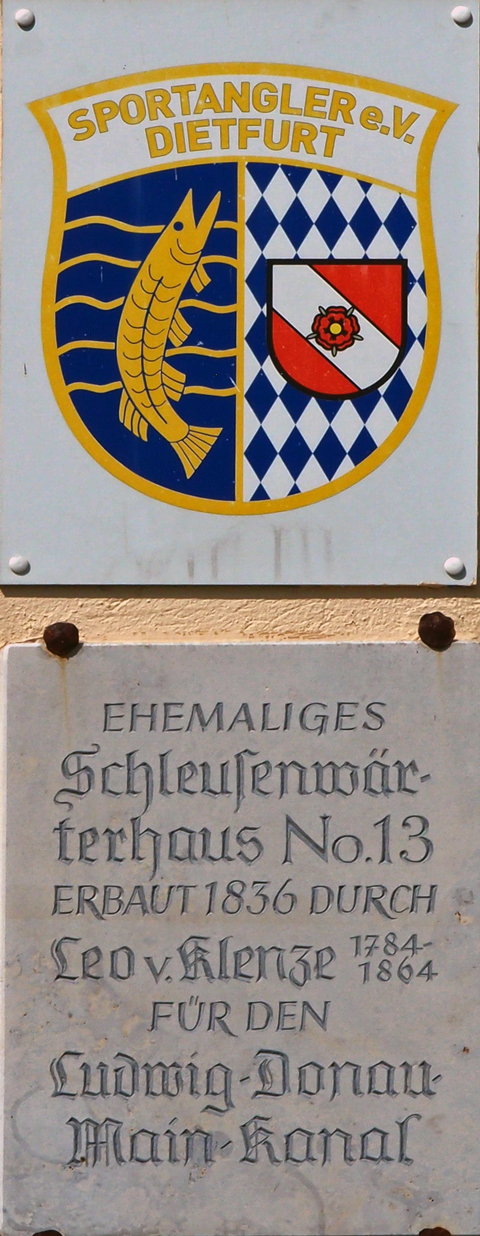 SPORTANGLER e.V.
DIETFURT
EHEMALIGES
Schleuſenwär-
terhaus No.13
ERBAUT 1836 DURCH
Leo v. Klenze 1784-
1864
FÜR DEN
Ludwig-Donau-
Main-Kanal